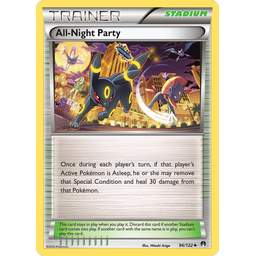 TRAINER
STADIUM
All-Night Party
Once during each player's turn, if that player's
Active Pokémon is Asleep, he or she may remove
that Special Condition and heal 30 damage from
that Pokémon.
This card stays in play when you play it. Discard this card if another Stadium
card comes into play. If another card with the same name is in play, you can't
play this card.
Illus. Hitoshi Ariga
96/122
©2016 Pokémon